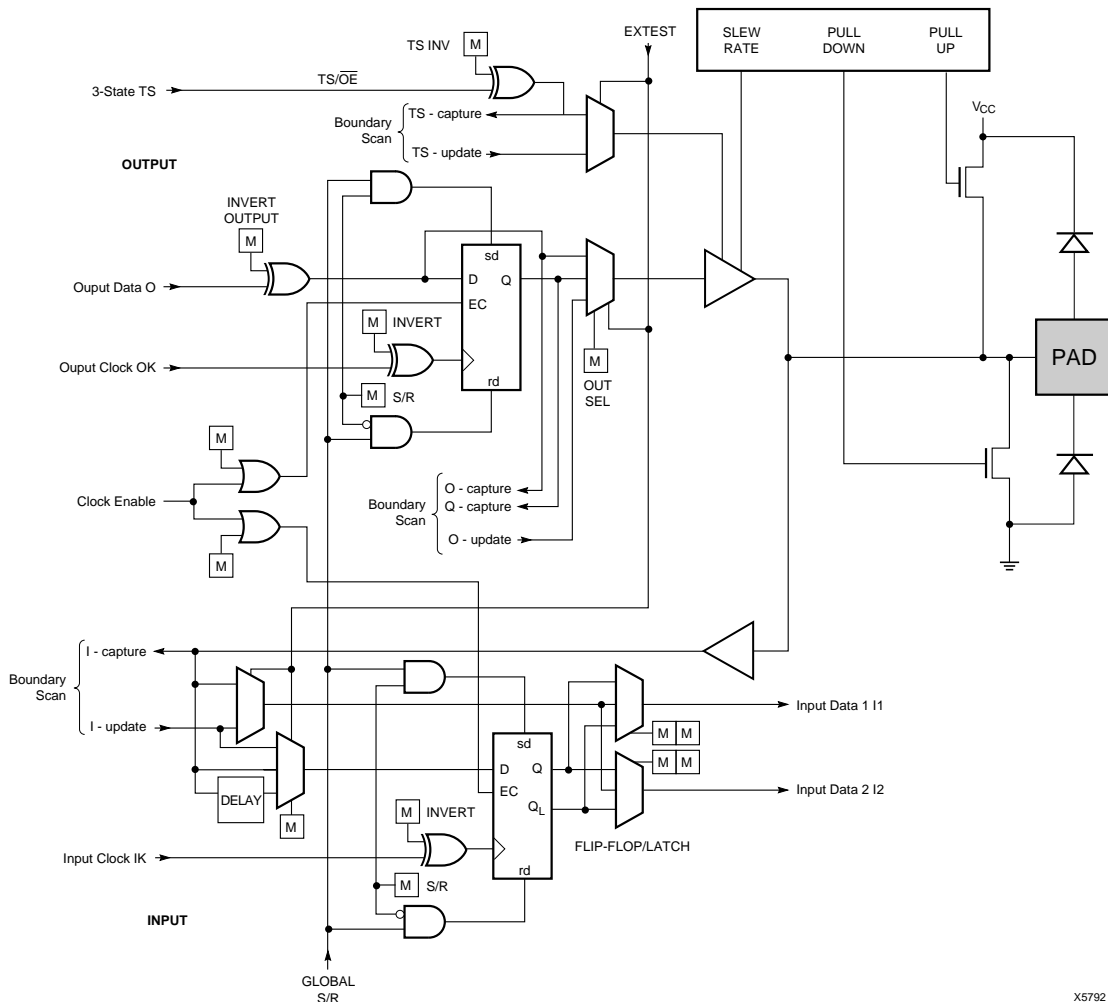 EXTEST
SLEW
RATE
PULL
DOWN
PULL
UP
TS INV
M
TS/OE
3-State TS
VCC
TS - capture
Boundary
Scan
TS - update
OUTPUT
INVERT
OUTPUT
M
sd
D
Q
Ouput Data O
EC
M
INVERT
PAD
M
Ouput Clock OK
rd
OUT
SEL
M
S/R
M
Clock Enable
O - capture
Boundary
Scan
Q - capture
O - update
M
I - capture
Boundary
Scan
Input Data 1 I1
I - update
M M
sd
M M
D
Q
Input Data 2 I2
DELAY
EC
QL
M
M
INVERT
FLIP-FLOP/LATCH
Input Clock IK
rd
M
S/R
INPUT
GLOBAL
S/R
X5792